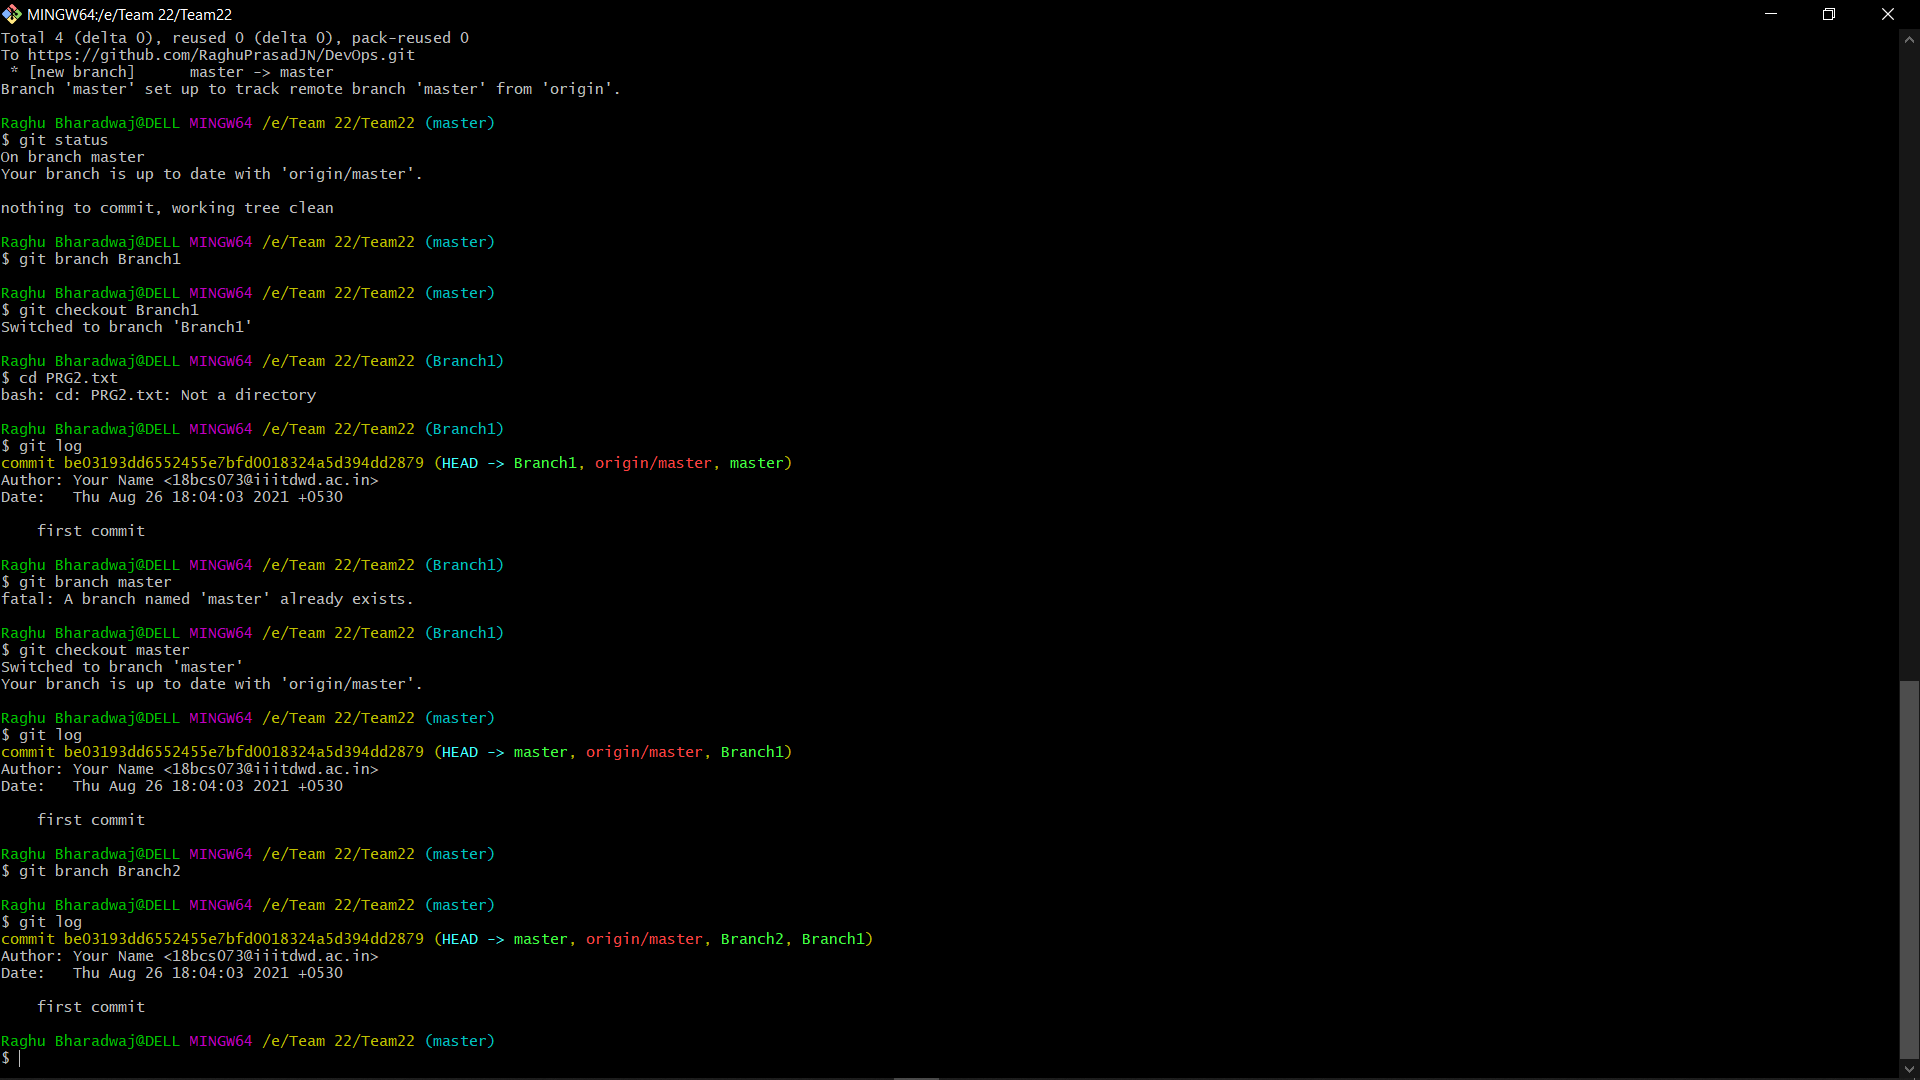 MINGW64:/e/Team 22/Team22
Total 4 (delta 0), reused 0 (delta 0), pack-reused 0
To https://github.com/RaghuPrasadJN/DevOps.git
 * [new branch]      master -> master
Branch 'master' set up to track remote branch 'master' from 'origin'.
Raghu Bharadwaj@DELL MINGW64 /e/Team 22/Team22 (master)
$ git status
On branch master
Your branch is up to date with 'origin/master'.
nothing to commit, working tree clean
Raghu Bharadwaj@DELL MINGW64 /e/Team 22/Team22 (master)
$ git branch Branch1
Raghu Bharadwaj@DELL MINGW64 /e/Team 22/Team22 (master)
$ git checkout Branch1
Switched to branch 'Branch1'
Raghu Bharadwaj@DELL MINGW64 /e/Team 22/Team22 (Branch1)
$ cd PRG2.txt
bash: cd: PRG2.txt: Not a directory
Raghu Bharadwaj@DELL MINGW64 /e/Team 22/Team22 (Branch1)
$ git log
commit be03193dd6552455e7bfd0018324a5d394dd2879 (HEAD -> Branch1, origin/master, master)
Author: Your Name <18bcs073@iiitdwd.ac.in>
Date:   Thu Aug 26 18:04:03 2021 +0530
    first commit
Raghu Bharadwaj@DELL MINGW64 /e/Team 22/Team22 (Branch1)
$ git branch master
fatal: A branch named 'master' already exists.
Raghu Bharadwaj@DELL MINGW64 /e/Team 22/Team22 (Branch1)
$ git checkout master
Switched to branch 'master'
Your branch is up to date with 'origin/master'.
Raghu Bharadwaj@DELL MINGW64 /e/Team 22/Team22 (master)
$ git log
commit be03193dd6552455e7bfd0018324a5d394dd2879 (HEAD -> master, origin/master, Branch1)
Author: Your Name <18bcs073@iiitdwd.ac.in>
Date:   Thu Aug 26 18:04:03 2021 +0530
    first commit
Raghu Bharadwaj@DELL MINGW64 /e/Team 22/Team22 (master)
$ git branch Branch2
Raghu Bharadwaj@DELL MINGW64 /e/Team 22/Team22 (master)
$ git log
commit be03193dd6552455e7bfd0018324a5d394dd2879 (HEAD -> master, origin/master, Branch2, Branch1)
Author: Your Name <18bcs073@iiitdwd.ac.in>
Date:   Thu Aug 26 18:04:03 2021 +0530
    first commit
Raghu Bharadwaj@DELL MINGW64 /e/Team 22/Team22 (master)
$